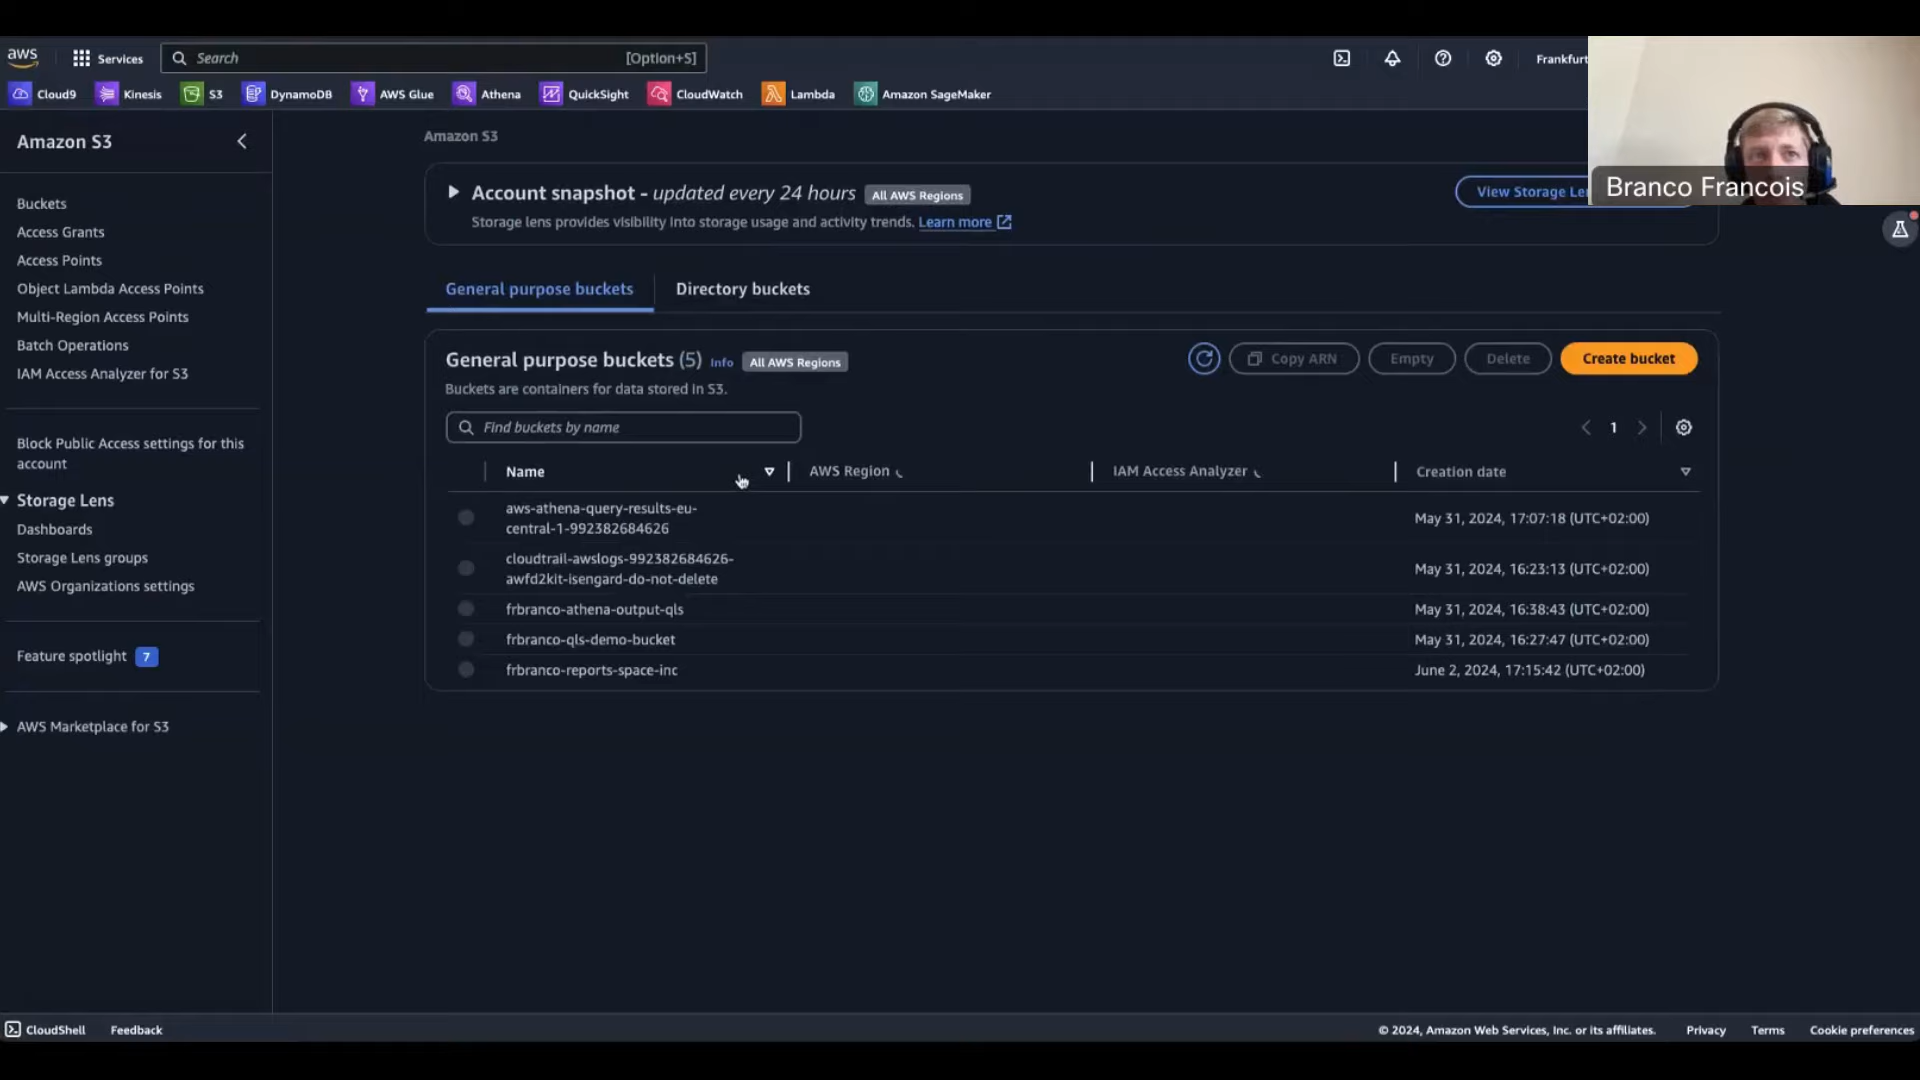 aws
Services
Search
[Option+S]
Frankfurt
Cloud9
Kinesis
S3
DynamoDB
AWS Glue
Athena
QuickSight
CloudWatch
Lambda
Amazon SageMaker
Branco Francois
Amazon S3
Buckets
Access Grants
Access Points
Object Lambda Access Points
Multi-Region Access Points
Batch Operations
IAM Access Analyzer for S3
Block Public Access settings for this
account
Storage Lens
Dashboards
Storage Lens groups
AWS Organizations settings
Feature spotlight 7
AWS Marketplace for S3
Amazon S3
Account snapshot - updated every 24 hours All AWS Regions
Storage lens provides visibility into storage usage and activity trends. Learn more
View Storage Le
General purpose buckets
Directory buckets
General purpose buckets (5) Info All AWS Regions
Buckets are containers for data stored in S3.
Copy ARN
Empty
Delete
Create bucket
Find buckets by name
1
Name
AWS Region
IAM Access Analyzer
Creation date
aws-athena-query-results-eu-
central-1-992382684626
May 31, 2024, 17:07:18 (UTC+02:00)
cloudtrail-awslogs-992382684626-
awfd2kit-isengard-do-not-delete
May 31, 2024, 16:23:13 (UTC+02:00)
frbranco-athena-output-qls
May 31, 2024, 16:38:43 (UTC+02:00)
frbranco-qls-demo-bucket
May 31, 2024, 16:27:47 (UTC+02:00)
frbranco-reports-space-inc
June 2, 2024, 17:15:42 (UTC+02:00)
CloudShell
Feedback
© 2024, Amazon Web Services, Inc. or its affiliates.
Privacy
Terms
Cookie preferences